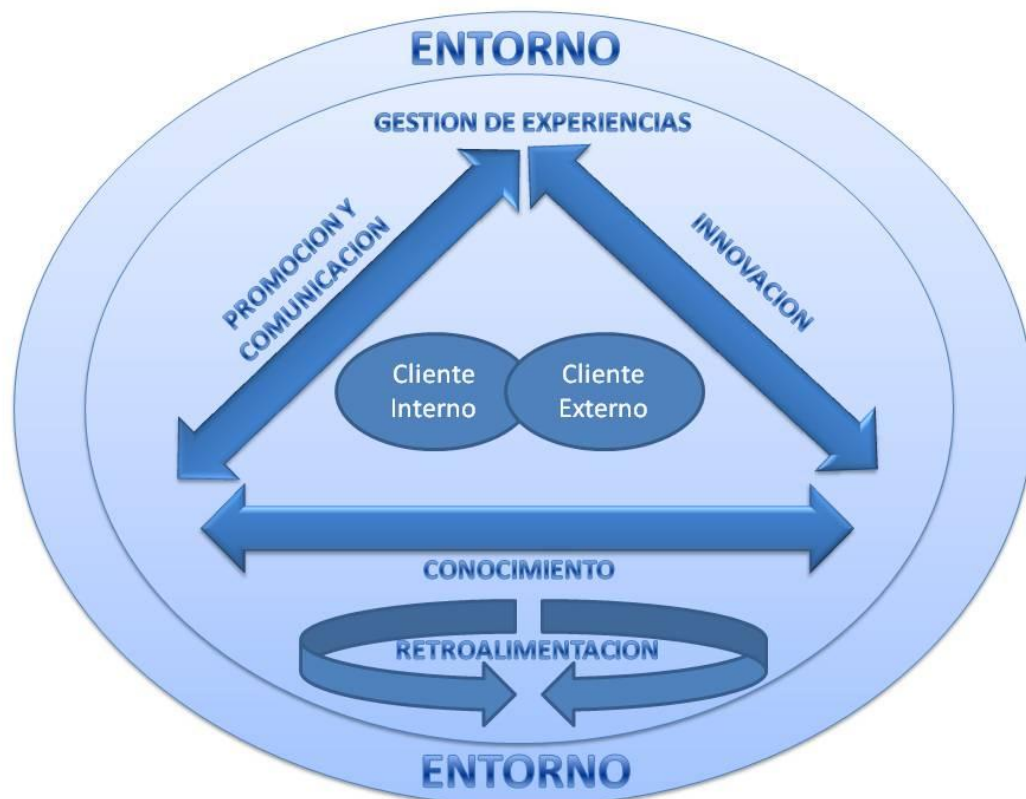 ENTORNO
GESTION DE EXPERIENCIAS
PROMOCION Y
COMUNICACION
INNOVACION
Cliente
Interno
Cliente
Externo
CONOCIMIENTO
RETROALIMENTACION
ENTORNO